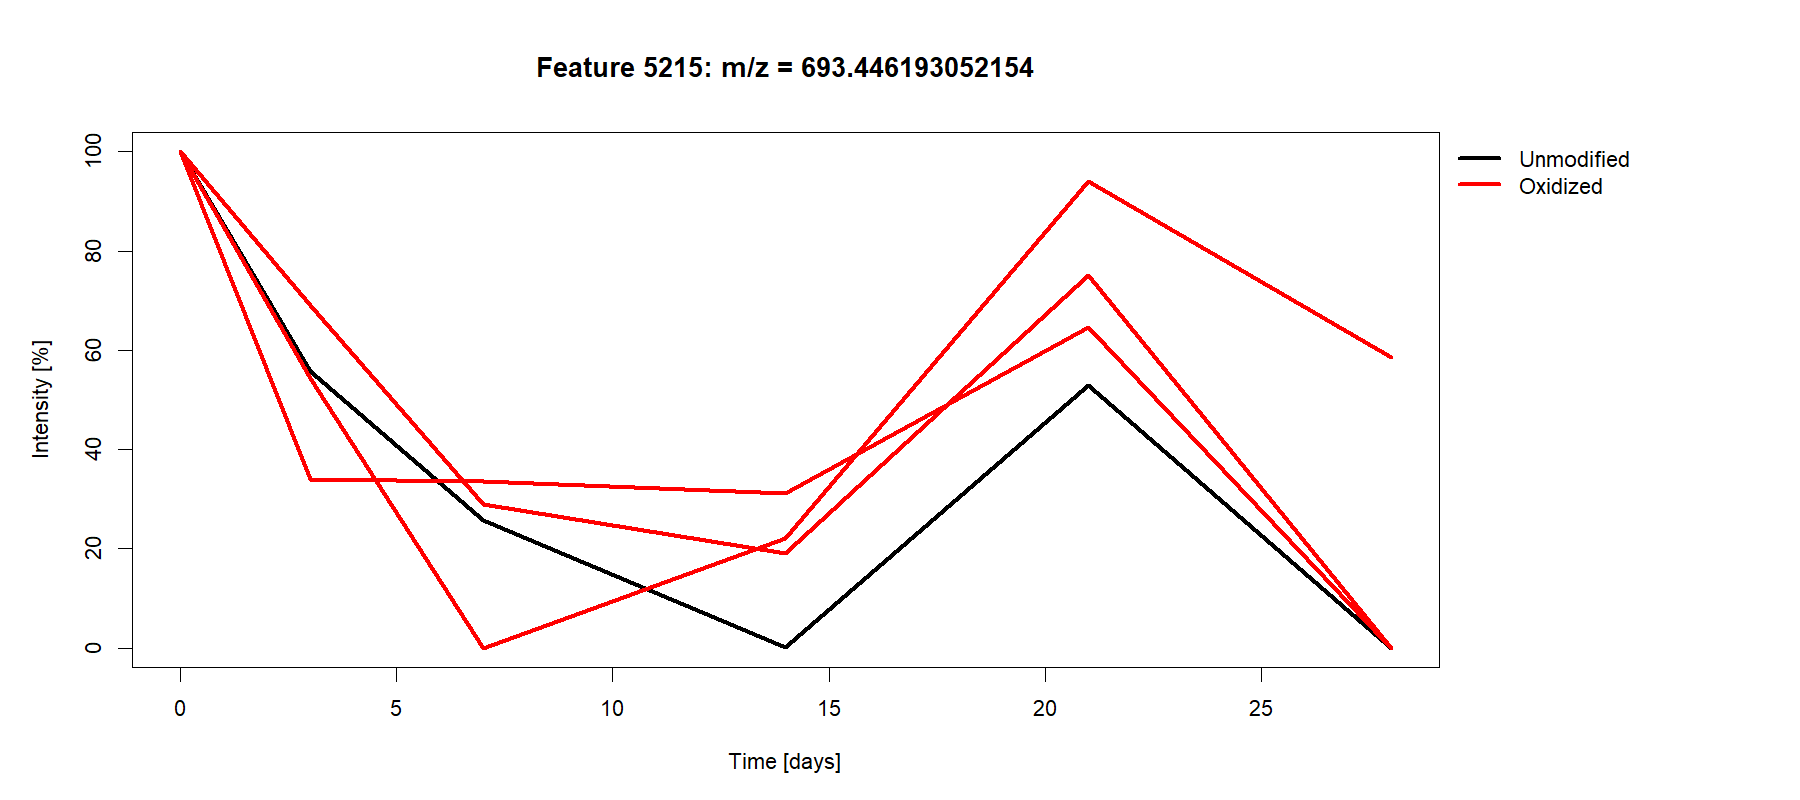 Feature 5215: m/z = 693.446193052154
Unmodified
Oxidized
Intensity [%]
100
80
60
40
20
0
0 5 10 15 20 25
Time [days]